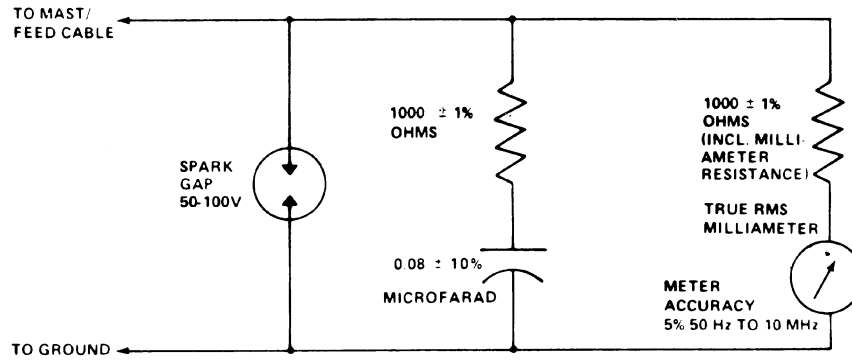 TO MAST/
FEED CABLE
1000 ± 1%
OHMS
1000 ± 1%
OHMS
(INCL. MILLI-
AMETER
RESISTANCE)
SPARK
GAP
50-100V
TRUE RMS
MILLIAMETER
0.08 ± 10%
MICROFARAD
METER
ACCURACY
5% 50 Hz TO 10 MHz
TO GROUND